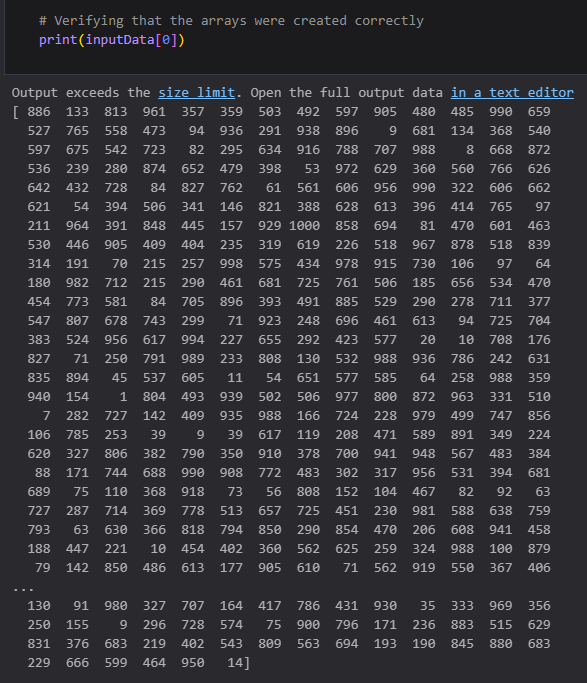 # Verifying that the arrays were created correctly
print(inputData[0])
Output exceeds the size limit. Open the full output data in a text editor
[ 886 133 813 961 357 359 503 492 597 905 480 485 990 659
527 765 558 473 94 936 291 938 896 9 681 134 368 540
597 675 542 723 82 295 634 916 788 707 988 8 668 872
536 239 280 874 652 479 398 53 972 629 360 560 766 626
642 432 728 84 827 762 61 561 606 956 990 322 606 662
621 54 394 506 341 146 821 388 628 613 396 414 765 97
211 964 391 848 445 157 929 1000 858 694 81 470 601 463
530 446 905 409 404 235 319 619 226 518 967 878 518 839
314 191 70 215 257 998 575 434 978 915 730 106 97 64
180 982 712 215 290 461 681 725 761 506 185 656 534 470
454 773 581 84 705 896 393 491 885 529 290 278 711 377
547 807 678 743 299 71 923 248 696 461 613 94 725 704
383 524 956 617 994 227 655 292 423 577 20 10 708 176
827 71 250 791 989 233 808 130 532 988 936 786 242 631
835 894 45 537 605 11 54 651 577 585 64 258 988 359
940 154 1 804 493 939 502 506 977 800 872 963 331 510
7 282 727 142 409 935 988 166 724 228 979 499 747 856
106 785 253 39 9 39 617 119 208 471 589 891 349 224
620 327 806 382 790 350 910 378 700 941 948 567 483 384
88 171 744 688 990 908 772 483 302 317 956 531 394 681
689 75 110 368 918 73 56 808 152 104 467 82 92 63
727 287 714 369 778 513 657 725 451 230 981 588 638 759
793 63 630 366 818 794 850 290 854 470 206 608 941 458
188 447 221 10 454 402 360 562 625 259 324 988 100 879
79 142 850 486 613 177 905 610 71 562 919 550 367 406
...
130 91 980 327 707 164 417 786 431 930 35 333 969 356
250 155 9 296 728 574 75 900 796 171 236 883 515 629
831 376 683 219 402 543 809 563 694 193 190 845 880 683
229 666 599 464 950 14]